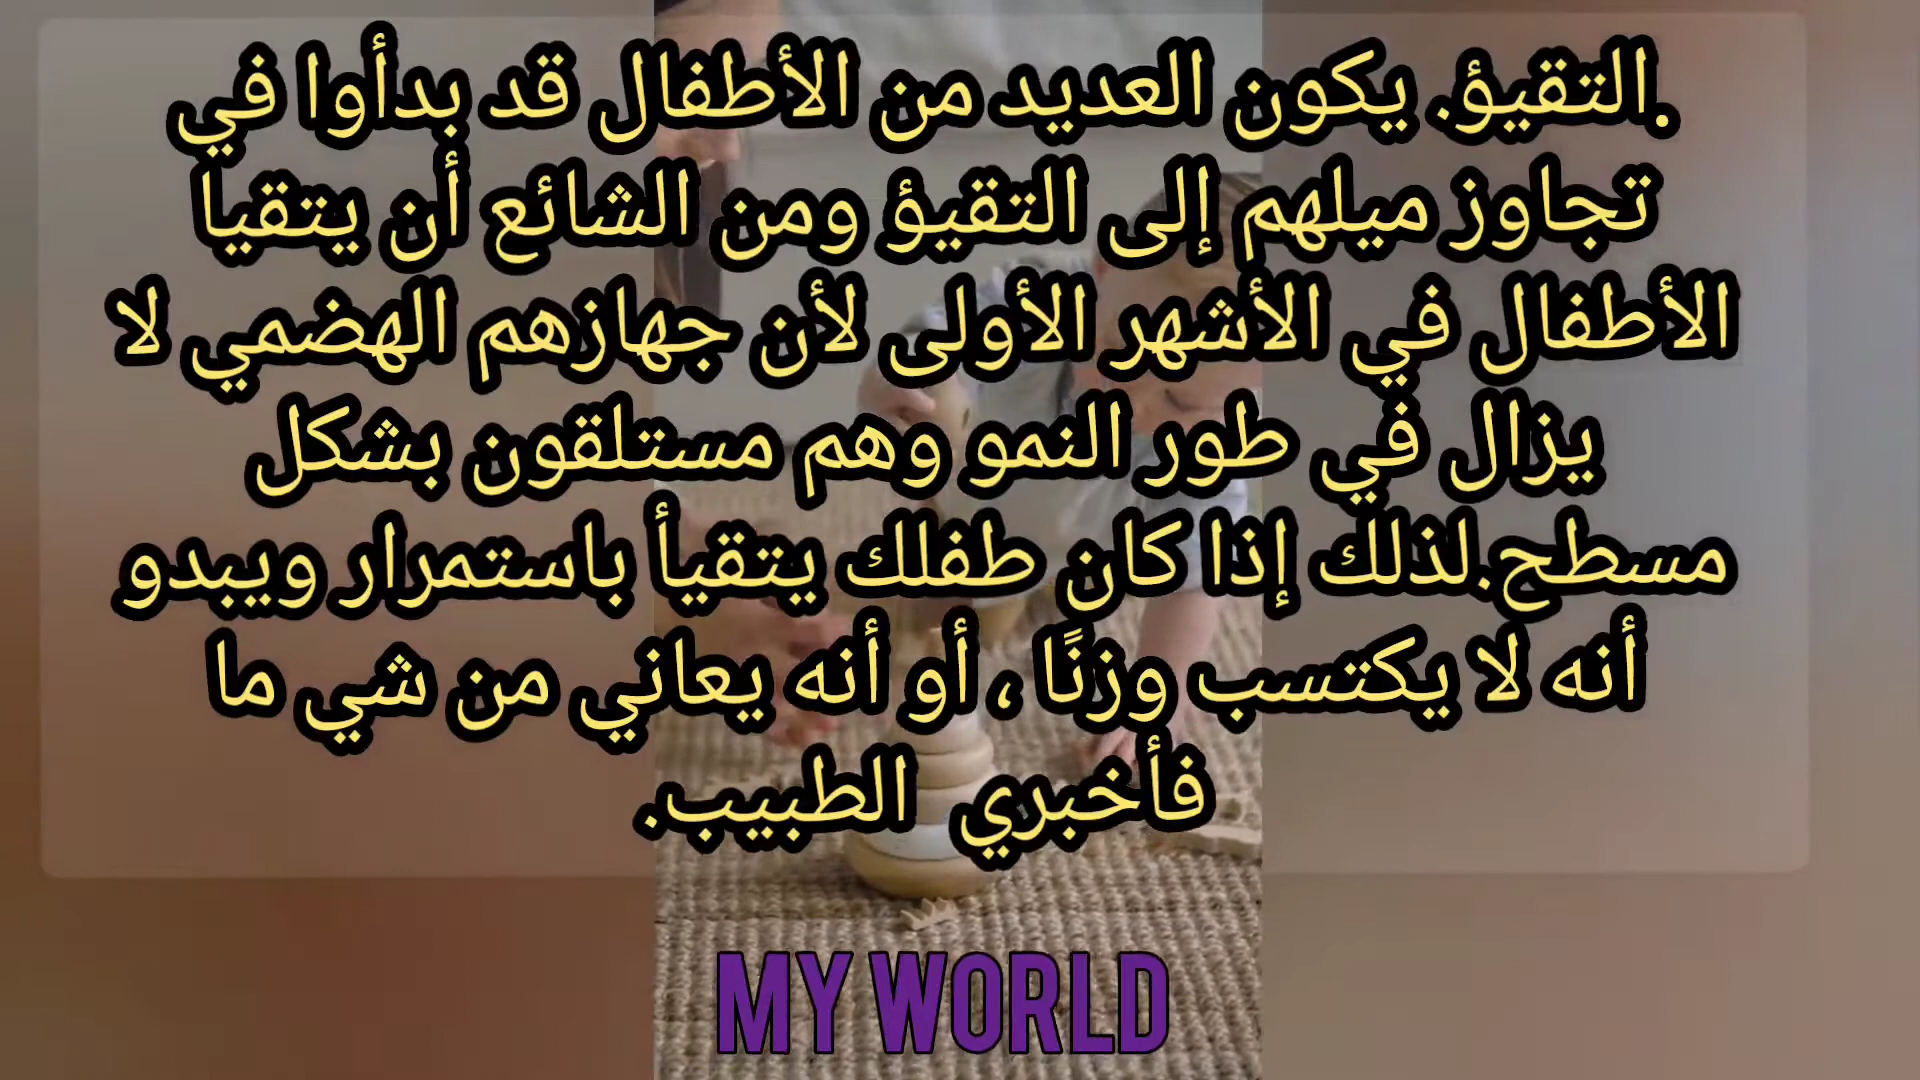 .التقيؤ. يكون العديد من الأطفال قد بدأوا في
تجاوز ميلهم إلى التقيؤ ومن الشائع أن يتقيا
الأطفال في الأشهر الأولى لأن جهازهم الهضمي لا
يزال في طور النمو وهم مستلقون بشكل
مسطح.لذلك إذا كان طفلك يتقيأ باستمرار ويبدو
أنه لا يكتسب وزنًا ، أو أنه يعاني من شي ما
فأخبري الطبيب.
MY WORLD